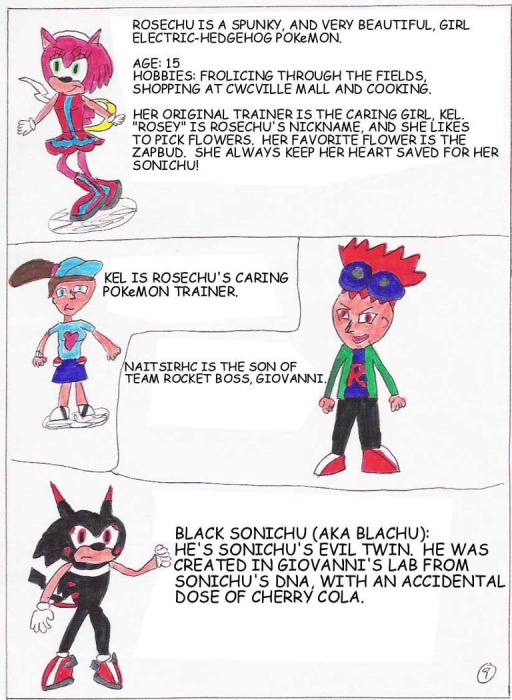 ROSECHU IS A SPUNKY, AND VERY BEAUTIFUL, GIRL
ELECTRIC-HEDGEHOG POKeMON.
AGE: 15
HOBBIES: FROLICING THROUGH THE FIELDS,
SHOPPING AT CWCVILLE MALL AND COOKING.
HER ORIGINAL TRAINER IS THE CARING GIRL, KEL.
"ROSEY" IS ROSECHU'S NICKNAME, AND SHE LIKES
TO PICK FLOWERS. HER FAVORITE FLOWER IS THE
ZAPBUD. SHE ALWAYS KEEP HER HEART SAVED FOR HER
SONICHU!
KEL IS ROSECHU'S CARING
POKeMON TRAINER.
NAITSIRHC IS THE SON OF
TEAM ROCKET BOSS, GIOVANNI.
R
BLACK SONICHU (AKA BLACHU):
HE'S SONICHU'S EVIL TWIN. HE WAS
CREATED IN GIOVANNI'S LAB FROM
SONICHU'S DNA, WITH AN ACCIDENTAL
DOSE OF CHERRY COLA.
9